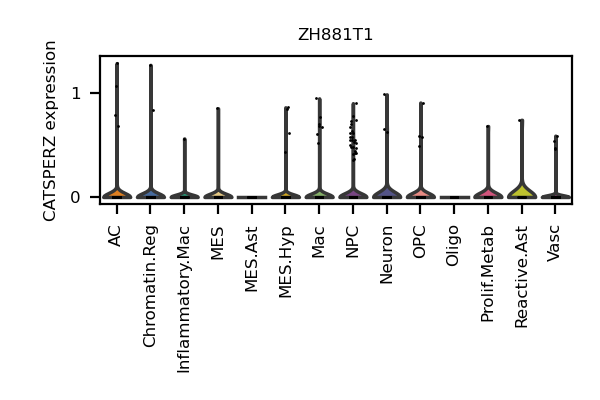 ZH881T1
CATSPERZ expression
1
0
AC
Chromatin.Reg
Inflammatory.Mac
MES
MES.Ast
MES.Hyp
Mac
NPC
Neuron
OPC
Oligo
Prolif.Metab
Reactive.Ast
Vasc